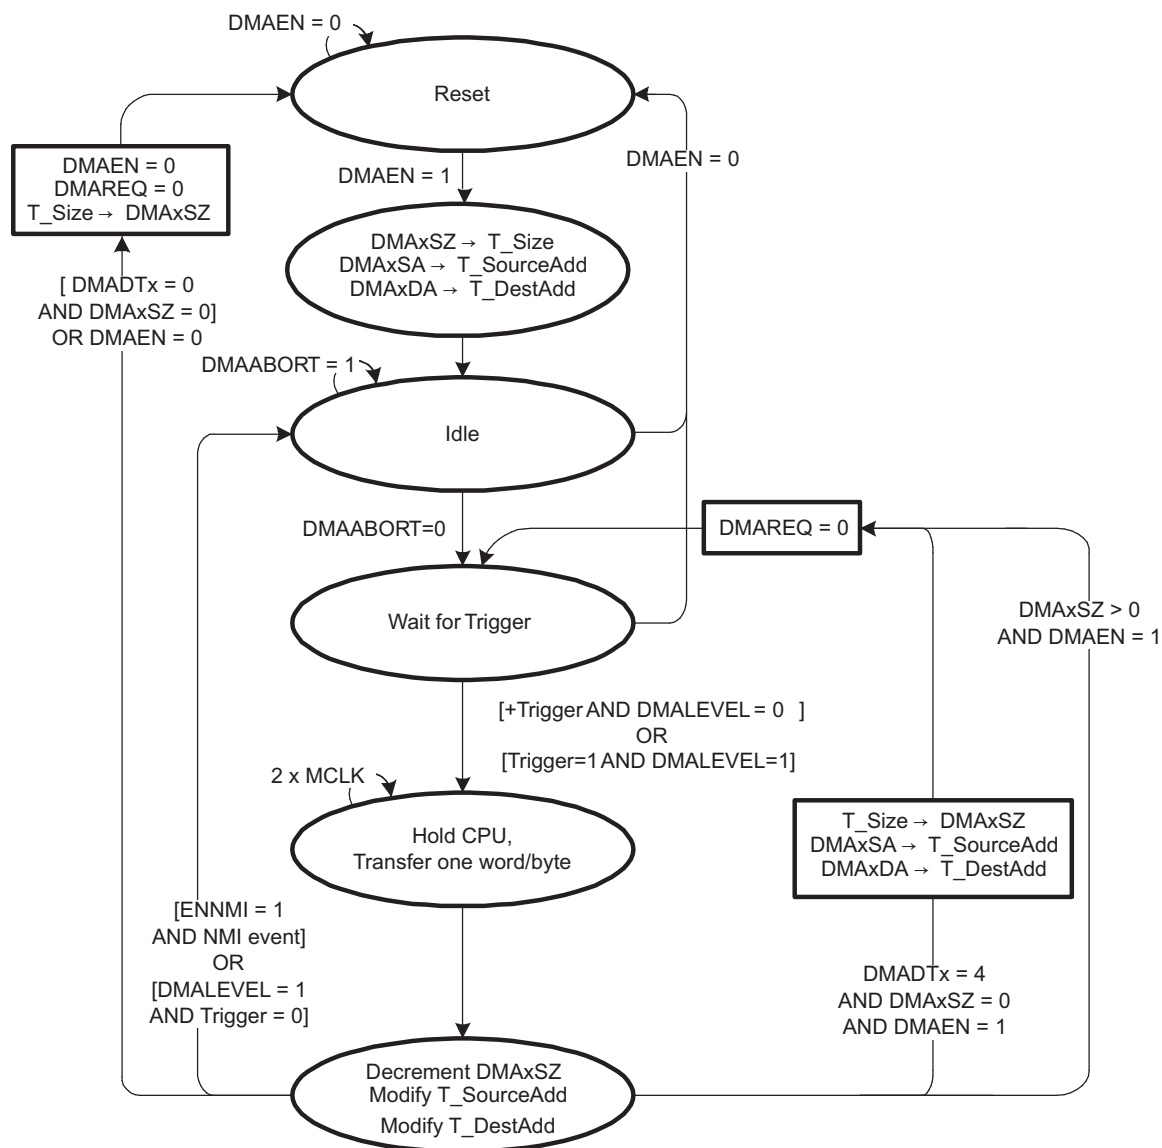 DMAEN = 0
Reset
DMAEN = 0
DMAREQ = 0
T_Size → DMAxSZ
DMAEN = 1
DMAEN = 0
DMAxSZ → T_Size
DMAxSA → T_SourceAdd
DMAxDA → T_DestAdd
[ DMADTx = 0
AND DMAxSZ = 0]
OR DMAEN = 0
DMAABORT = 1
Idle
DMAABORT=0
DMAREQ = 0
Wait for Trigger
DMAxSZ > 0
AND DMAEN = 1
[+Trigger AND DMALEVEL = 0 ]
OR
[Trigger=1 AND DMALEVEL=1]
2 x MCLK
Hold CPU,
Transfer one word/byte
T_Size → DMAxSZ
DMAxSA → T_SourceAdd
DMAxDA → T_DestAdd
[ENNMI = 1
AND NMI event]
OR
[DMALEVEL = 1
AND Trigger = 0]
DMADTx = 4
AND DMAxSZ = 0
AND DMAEN = 1
Decrement DMAxSZ
Modify T_SourceAdd
Modify T_DestAdd